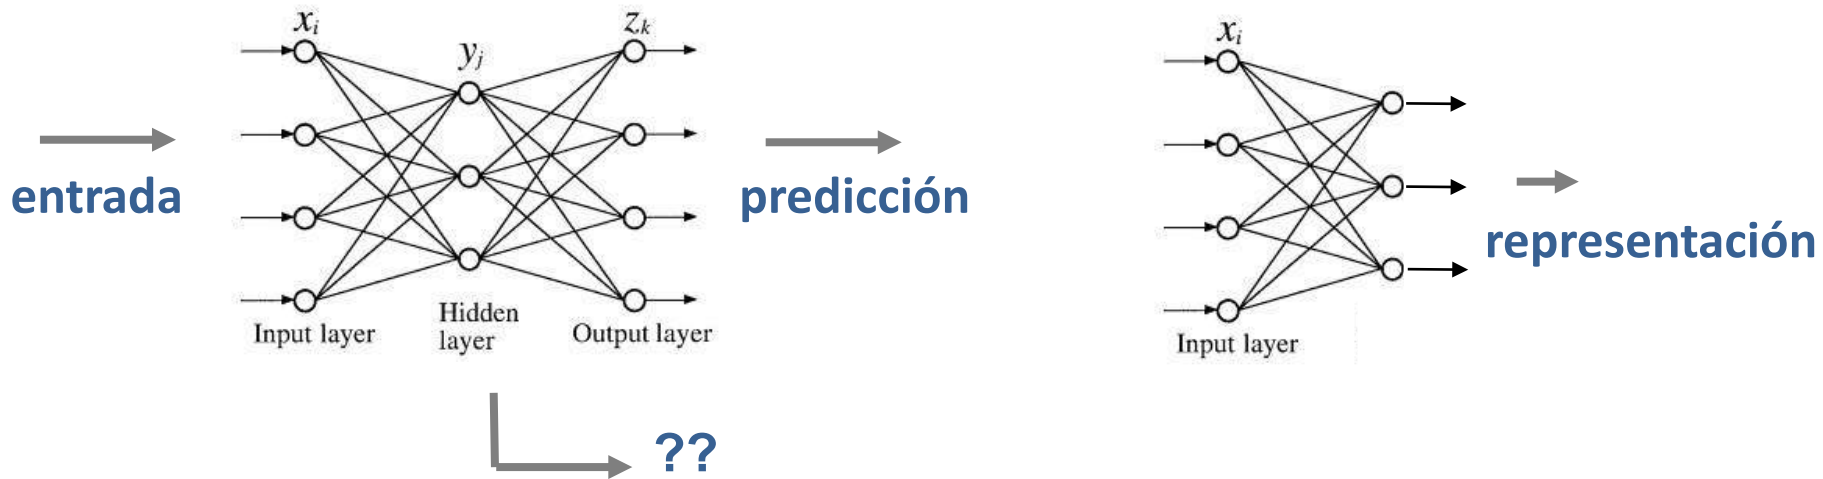 entrada
xi
yj
zk
Input layer
Hidden
layer
Output layer
predicción
??
xi
Input layer
representación